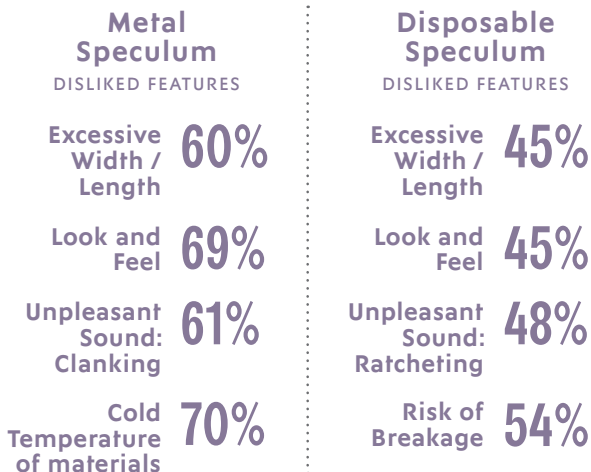 Metal
Speculum
DISLIKED FEATURES
Excessive
Width /
Length
60%
Look and
Feel
69%
Unpleasant
Sound:
Clanking
61%
Cold
Temperature
of materials
70%
Disposable
Speculum
DISLIKED FEATURES
Excessive
Width /
Length
45%
Look and
Feel
45%
Unpleasant
Sound:
Ratcheting
48%
Risk of
Breakage
54%